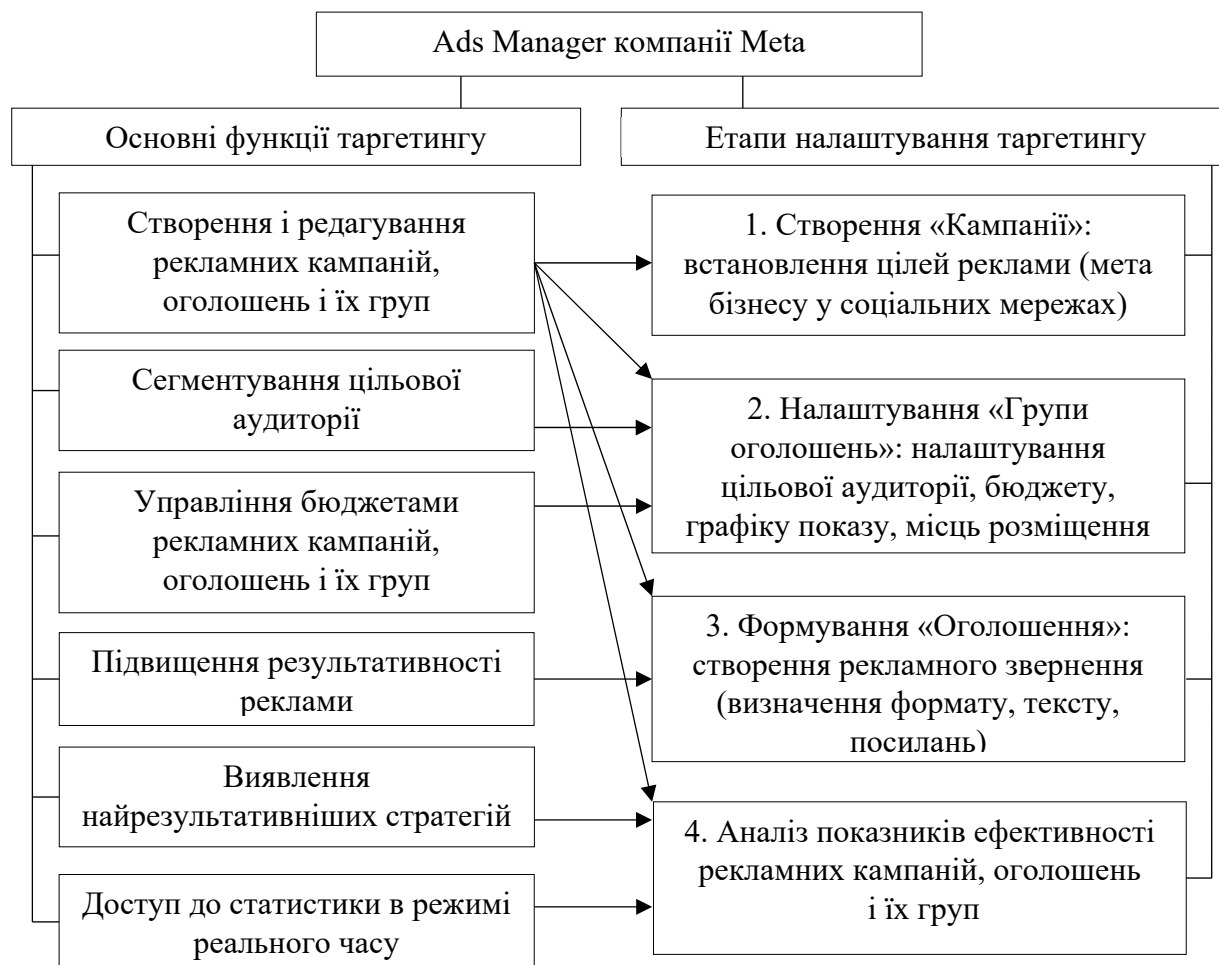 Ads Manager компанії Meta
Основні функції таргетингу
Етапи налаштування таргетингу
Створення і редагування
рекламних кампаній,
оголошень і їх груп
Сегментування цільової
аудиторії
Управління бюджетами
рекламних кампаній,
оголошень і їх груп
Підвищення результативності
реклами
Виявлення
найрезультативніших стратегій
Доступ до статистики в режимі
реального часу
1. Створення «Кампанії»:
встановлення цілей реклами (мета
бізнесу у соціальних мережах)
2. Налаштування «Групи
оголошень»: налаштування
цільової аудиторії, бюджету,
графіку показу, місць розміщення
3. Формування «Оголошення»:
створення рекламного звернення
(визначення формату, тексту,
посилань)
4. Аналіз показників ефективності
рекламних кампаній, оголошень
і їх груп